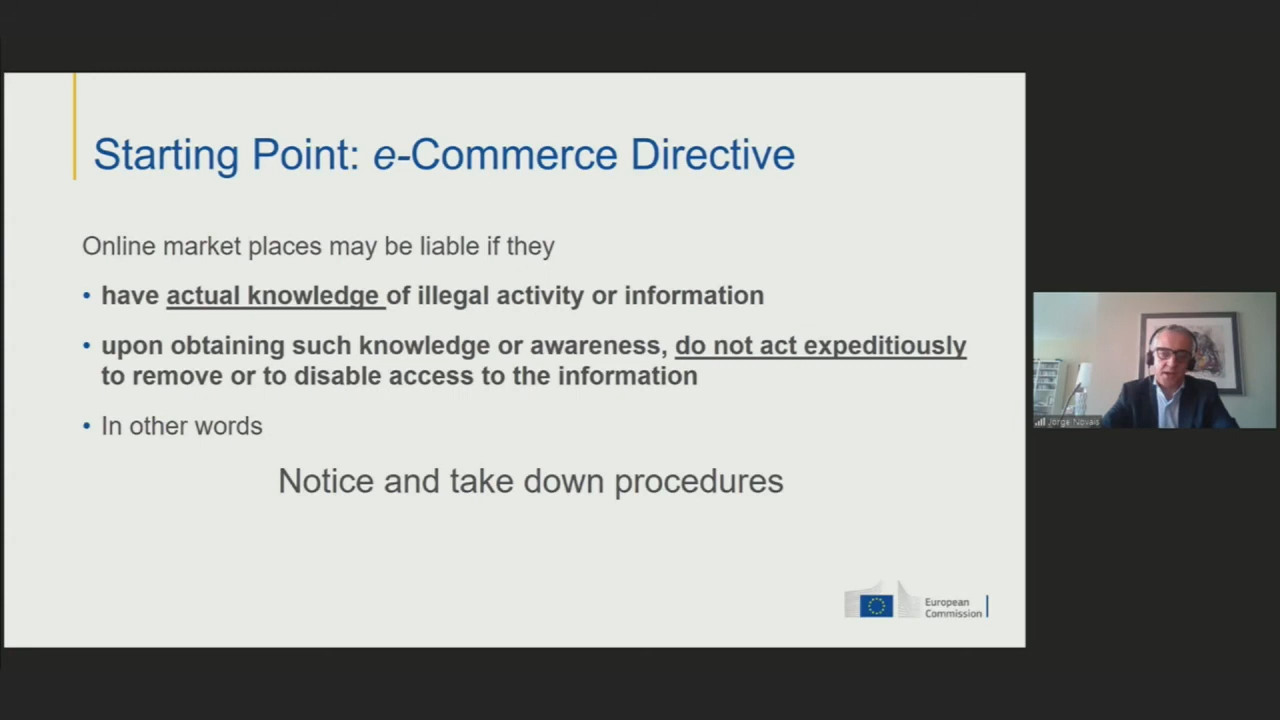 Starting Point: e-Commerce Directive
Online market places may be liable if they
• have actual knowledge of illegal activity or information
• upon obtaining such knowledge or awareness, do not act expeditiously
to remove or to disable access to the information
• In other words
Notice and take down procedures
European
Commission
Jorge Novais